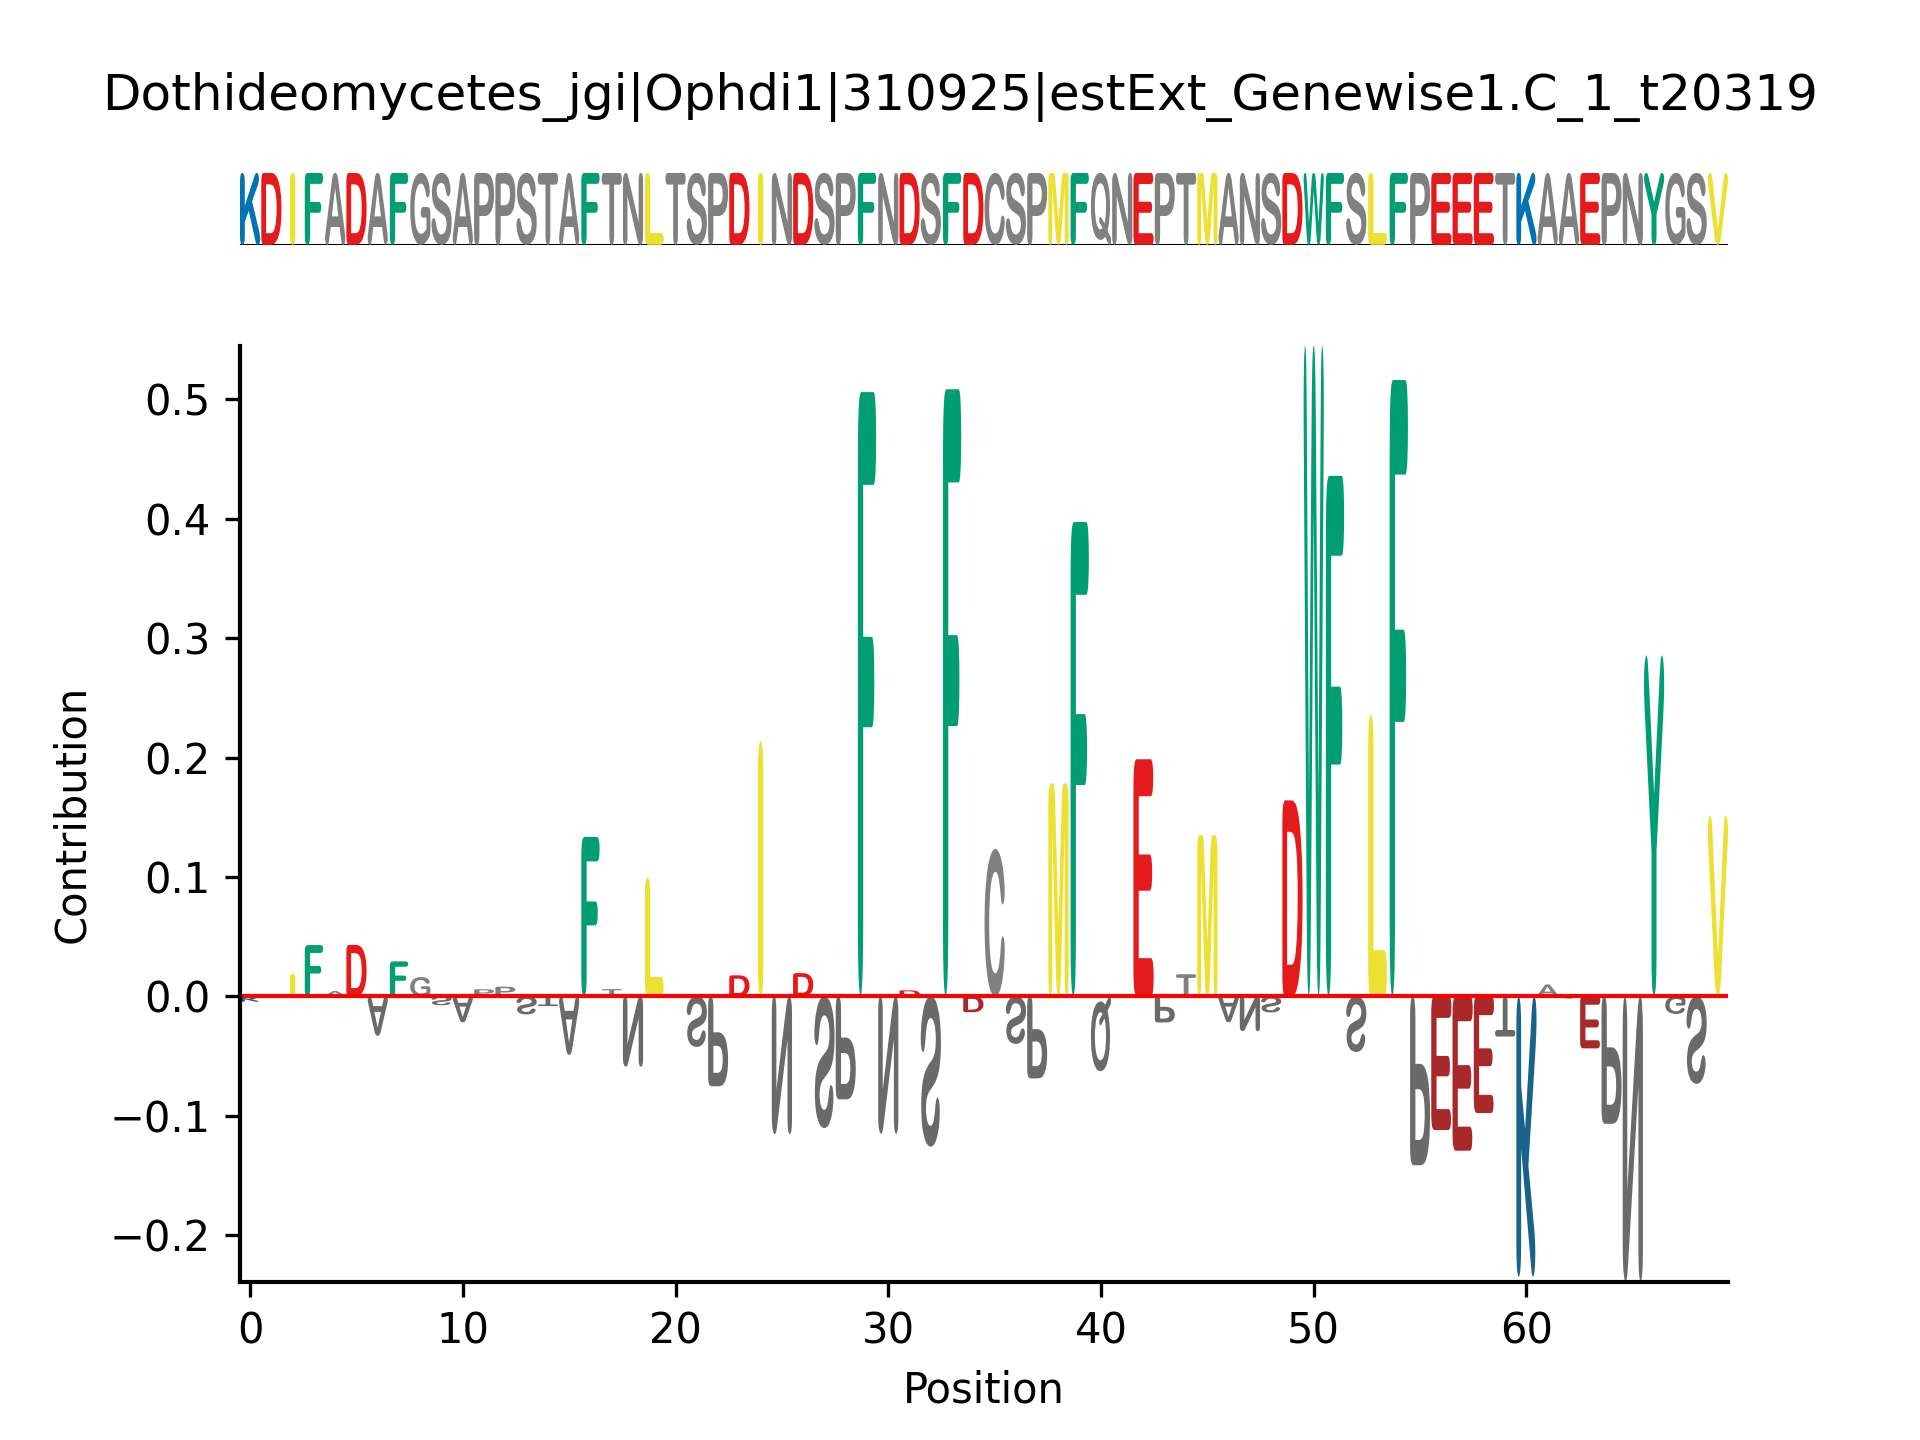 Dothideomycetes_jgi|Ophdi1|310925|estExt_Genewise1.C_1_t20319
KDIFADAFGSAPPSTAFTNLTSPDINDSPFNDSFDCSPMFQNEPTMANSDWFSLFPEEETKAAEPNYGSV
Contribution
0.5
0.4
0.3
0.2
0.1
0.0
−0.1
−0.2
0 10 20 30 40 50 60
Position